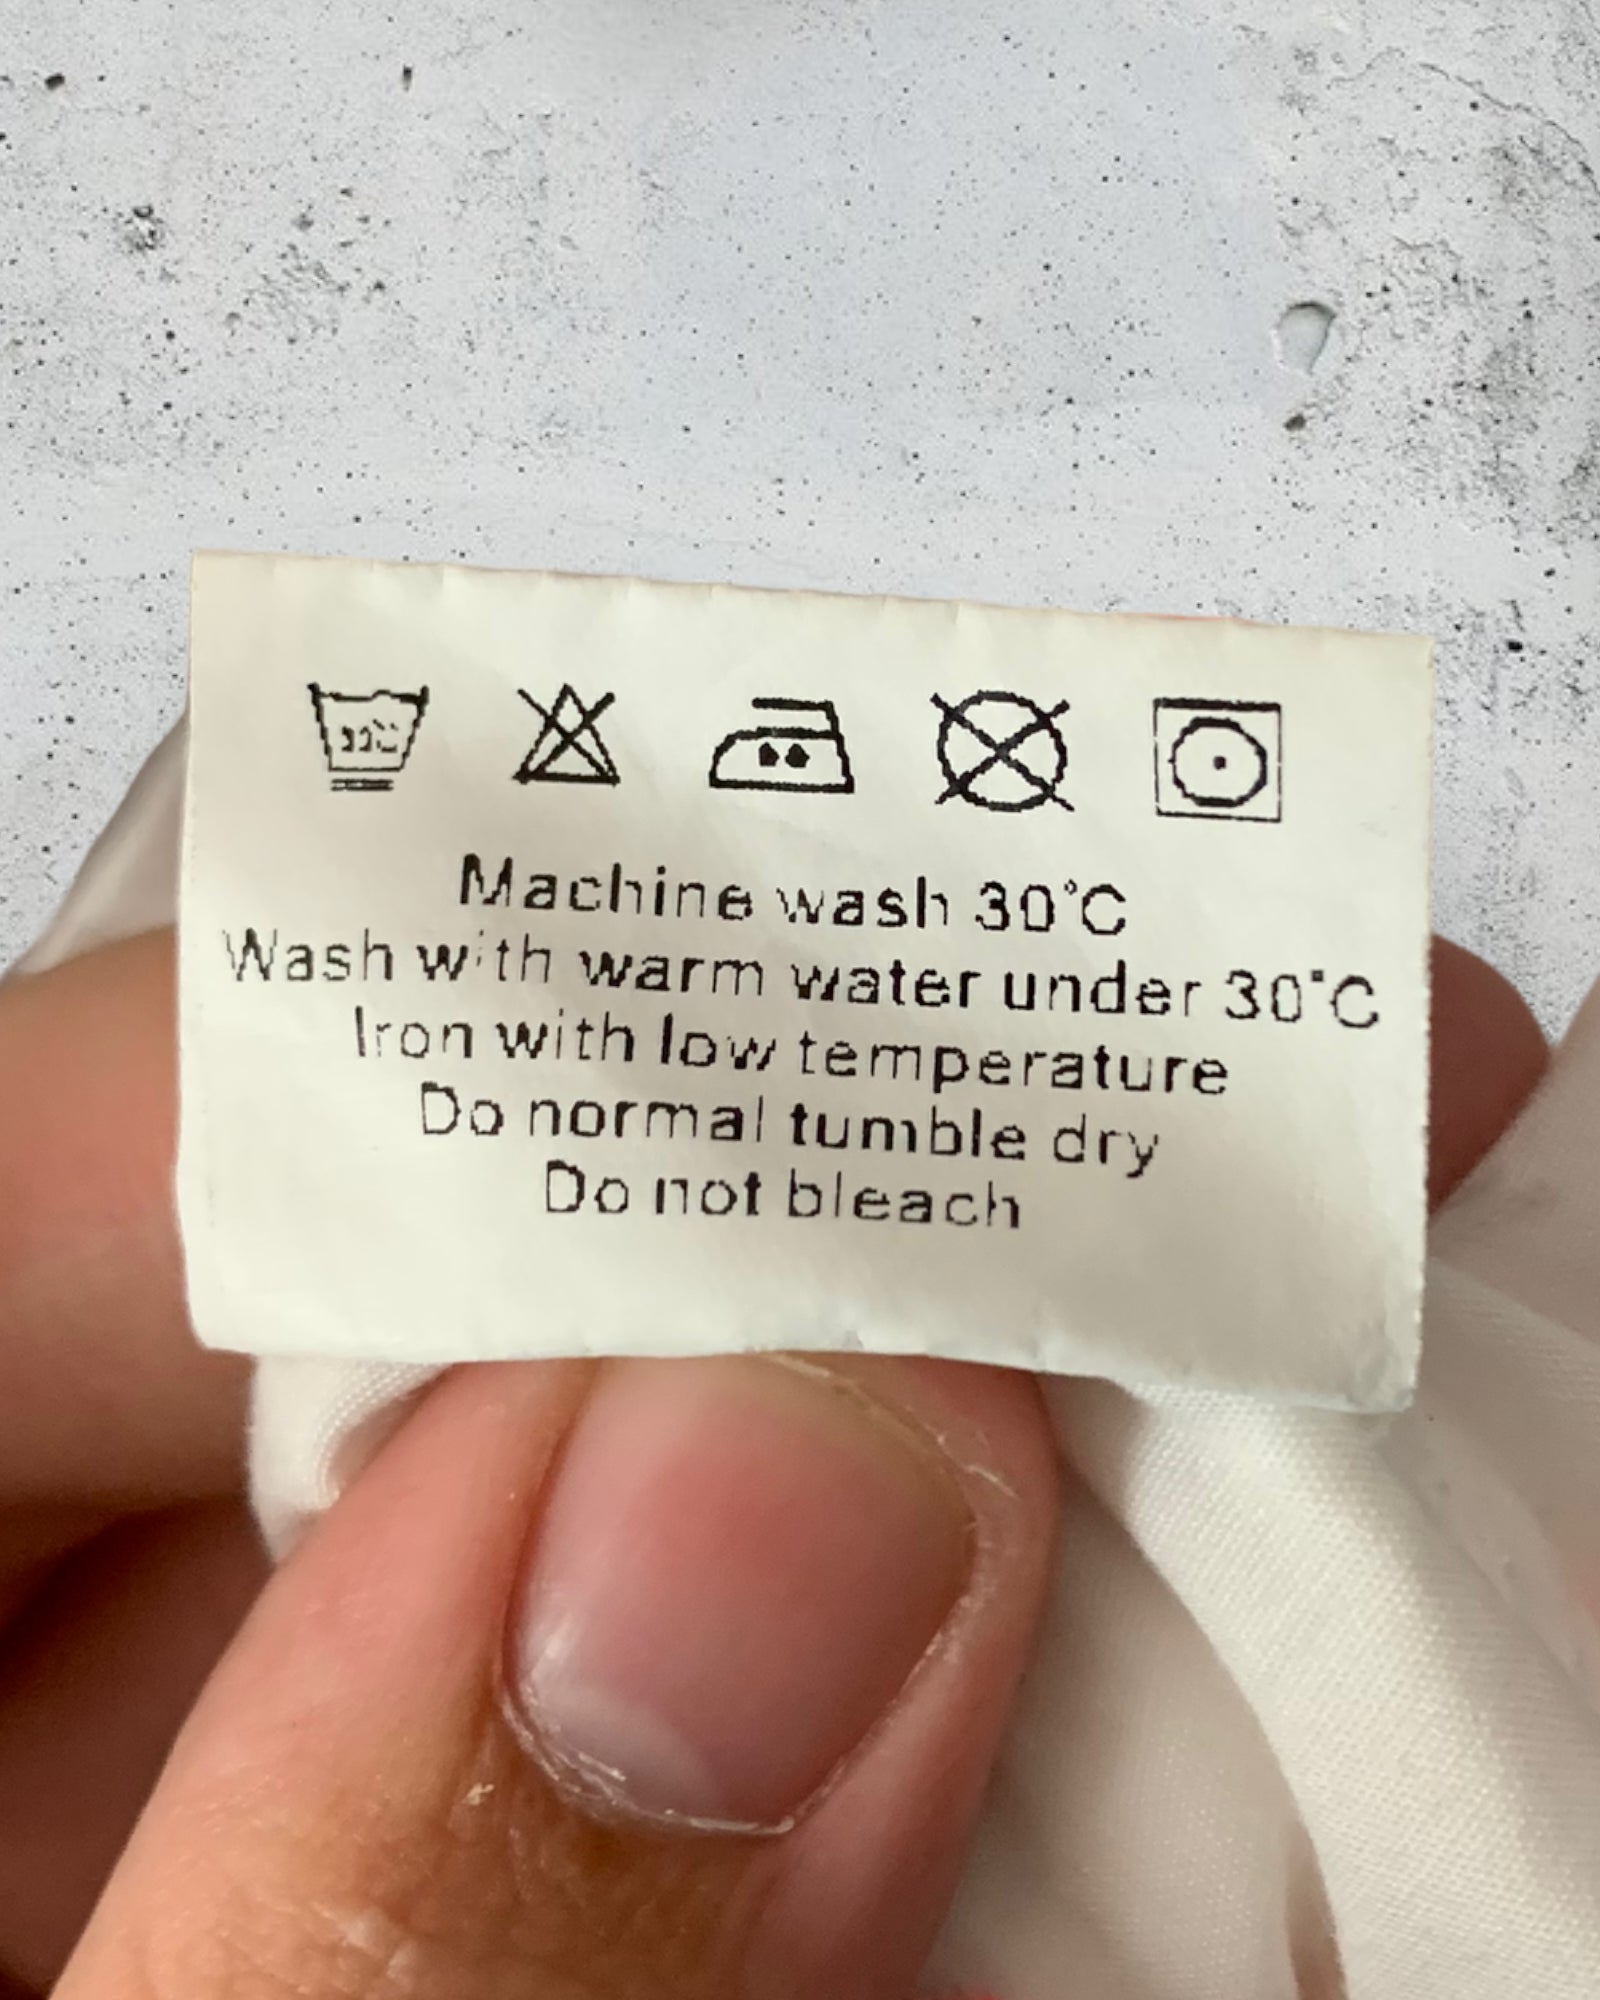 30°C
Machine wash 30°C
Wash with warm water under 30°C
Iron with low temperature
Do normal tumble dry
Do not bleach